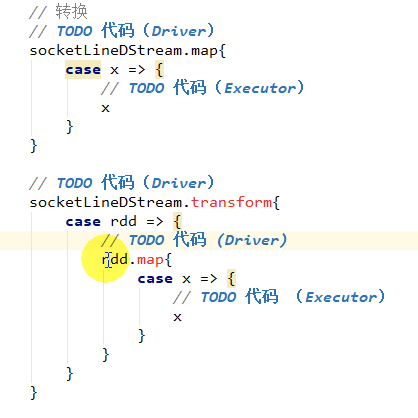 // 转换
// TODO 代码（Driver）
socketLineDStream.map{
case x => {
// TODO 代码（Executor）
x
}
}
// TODO 代码（Driver）
socketLineDStream.transform{
case rdd => {
// TODO 代码 (Driver)
rdd.map{
case x => {
// TODO 代码 （Executor）
x
}
}
}
}